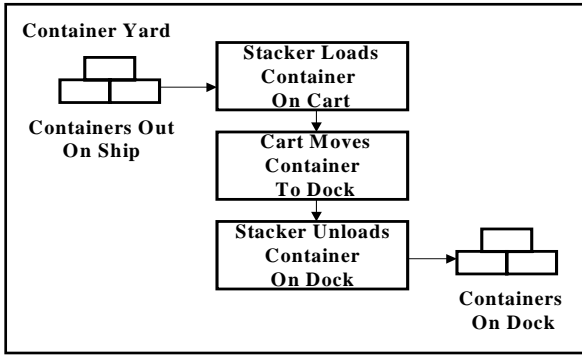 Container Yard
Containers Out
On Ship
Stacker Loads
Container
On Cart
Cart Moves
Container
To Dock
Stacker Unloads
Container
On Dock
Containers
On Dock